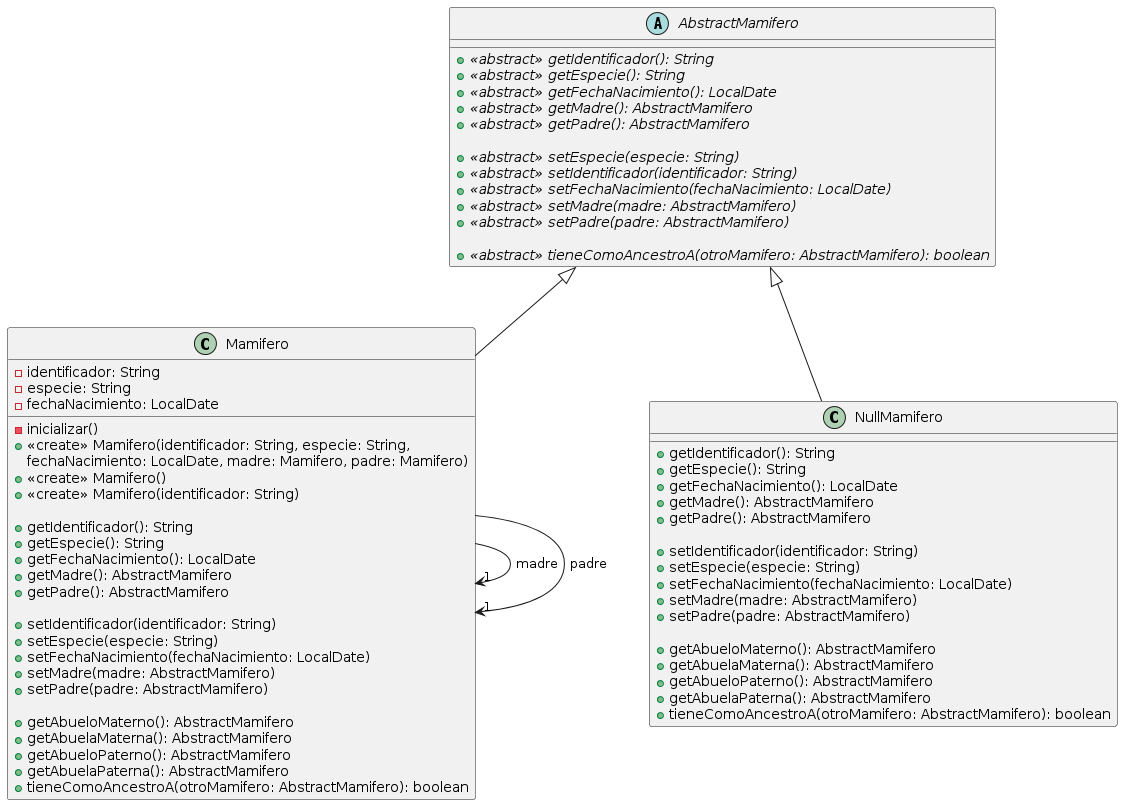 AbstractMamifero
«abstract» getIdentificador(): String
«abstract» getEspecie(): String
«abstract» getFechaNacimiento(): LocalDate
«abstract» getMadre(): AbstractMamifero
«abstract» getPadre(): AbstractMamifero
«abstract» setEspecie(especie: String)
«abstract» setIdentificador(identificador: String)
«abstract» setFechaNacimiento(fechaNacimiento: LocalDate)
«abstract» setMadre(madre: AbstractMamifero)
«abstract» setPadre(padre: AbstractMamifero)
«abstract» tieneComoAncestroA(otroMamifero: AbstractMamifero): boolean
Mamifero
identificador: String
especie: String
fechaNacimiento: LocalDate
inicializar()
«create» Mamifero(identificador: String, especie: String,
fechaNacimiento: LocalDate, madre: Mamifero, padre: Mamifero)
«create» Mamifero()
«create» Mamifero(identificador: String)
getIdentificador(): String
getEspecie(): String
getFechaNacimiento(): LocalDate
getMadre(): AbstractMamifero
getPadre(): AbstractMamifero
setIdentificador(identificador: String)
setEspecie(especie: String)
setFechaNacimiento(fechaNacimiento: LocalDate)
setMadre(madre: AbstractMamifero)
setPadre(padre: AbstractMamifero)
getAbueloMaterno(): AbstractMamifero
getAbuelaMaterna(): AbstractMamifero
getAbueloPaterno(): AbstractMamifero
getAbuelaPaterna(): AbstractMamifero
tieneComoAncestroA(otroMamifero: AbstractMamifero): boolean
madre
1
padre
1
NullMamifero
getIdentificador(): String
getEspecie(): String
getFechaNacimiento(): LocalDate
getMadre(): AbstractMamifero
getPadre(): AbstractMamifero
setIdentificador(identificador: String)
setEspecie(especie: String)
setFechaNacimiento(fechaNacimiento: LocalDate)
setMadre(madre: AbstractMamifero)
setPadre(padre: AbstractMamifero)
getAbueloMaterno(): AbstractMamifero
getAbuelaMaterna(): AbstractMamifero
getAbueloPaterno(): AbstractMamifero
getAbuelaPaterna(): AbstractMamifero
tieneComoAncestroA(otroMamifero: AbstractMamifero): boolean